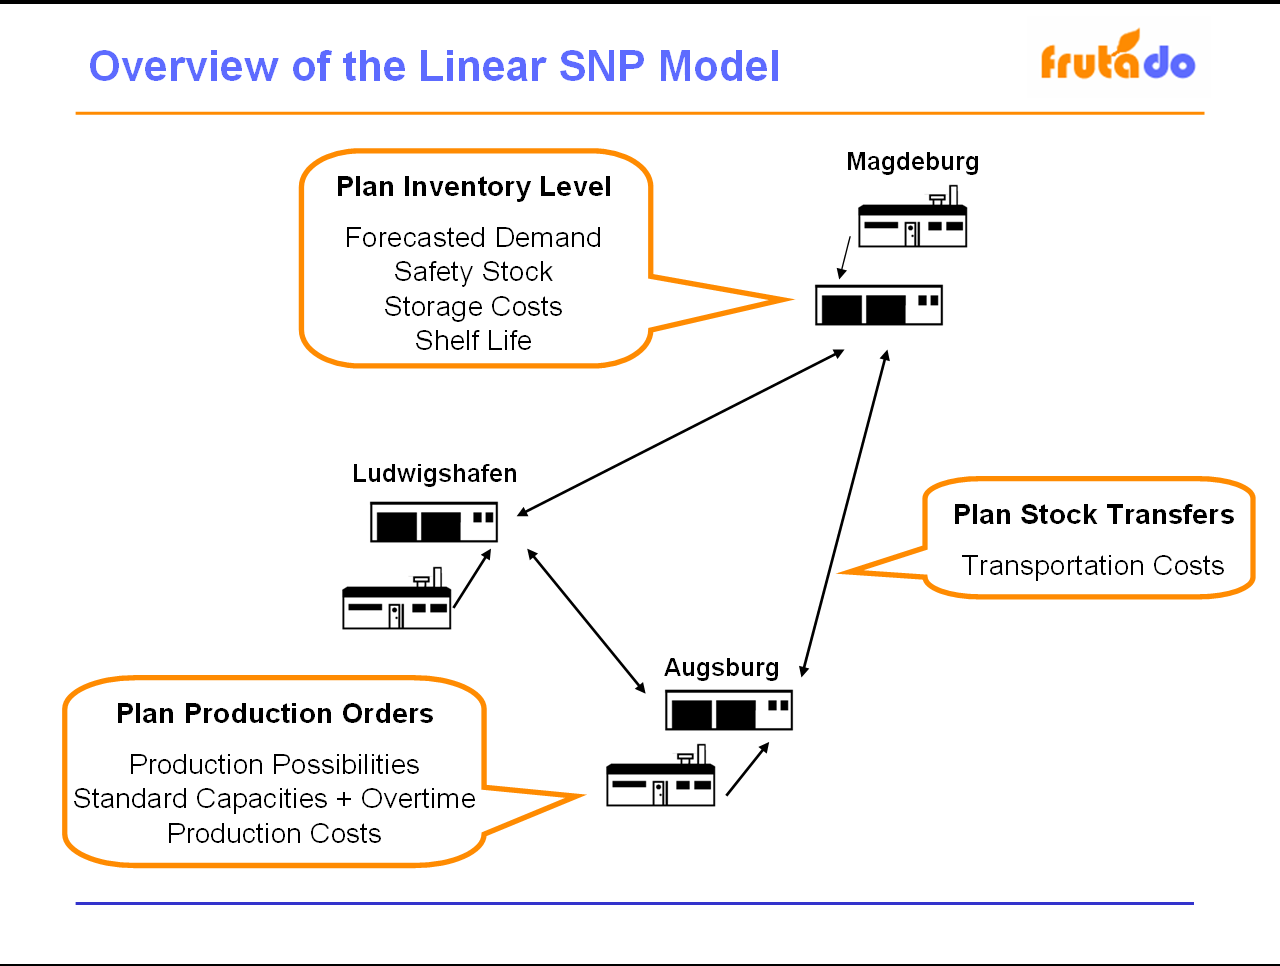 Overview of the Linear SNP Model
frutado
Magdeburg
Plan Inventory Level
Forecasted Demand
Safety Stock
Storage Costs
Shelf Life
Ludwigshafen
Plan Stock Transfers
Transportation Costs
Augsburg
Plan Production Orders
Production Possibilities
Standard Capacities + Overtime
Production Costs